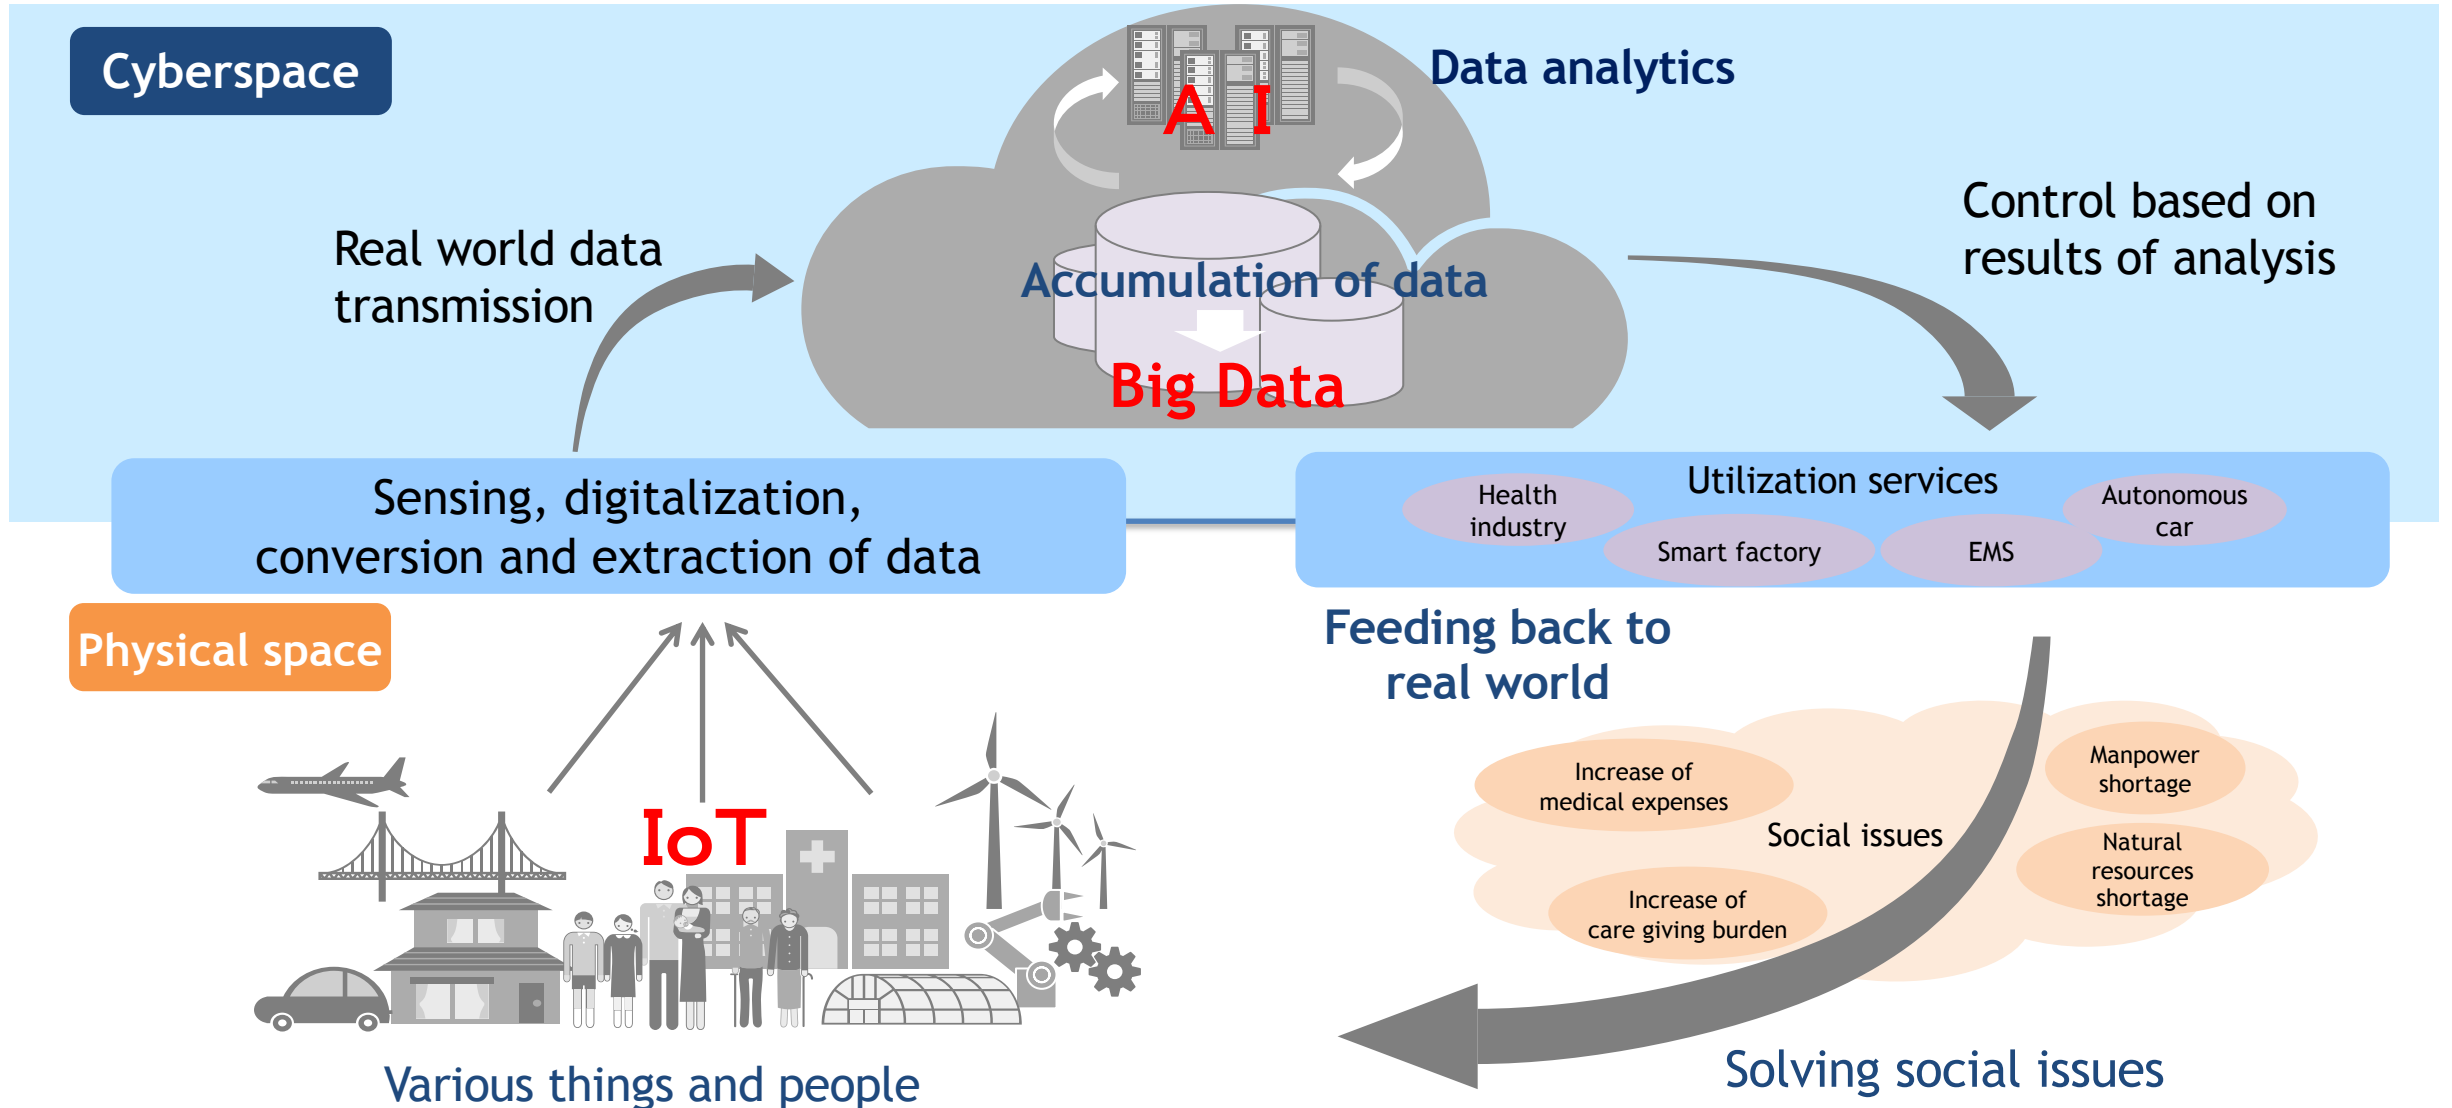 Cyberspace
Data analytics
A I
Real world data
transmission
Accumulation of data
Big Data
Control based on
results of analysis
Sensing, digitalization,
conversion and extraction of data
Utilization services
Health
industry
Smart factory
EMS
Autonomous
car
Physical space
Feeding back to
real world
IoT
Increase of
medical expenses
Manpower
shortage
Social issues
Natural
resources
shortage
Increase of
care giving burden
Various things and people
Solving social issues